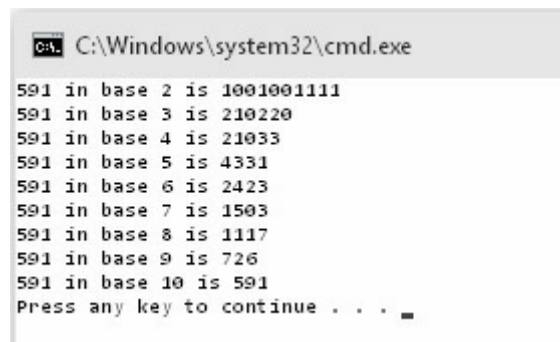 C:\Windows\system32\cmd.exe
591 in base 2 is 1001001111
591 in base 3 is 210220
591 in base 4 is 21033
591 in base 5 is 4331
591 in base 6 is 2423
591 in base 7 is 1503
591 in base 8 is 1117
591 in base 9 is 726
591 in base 10 is 591
Press any key to continue . . . _